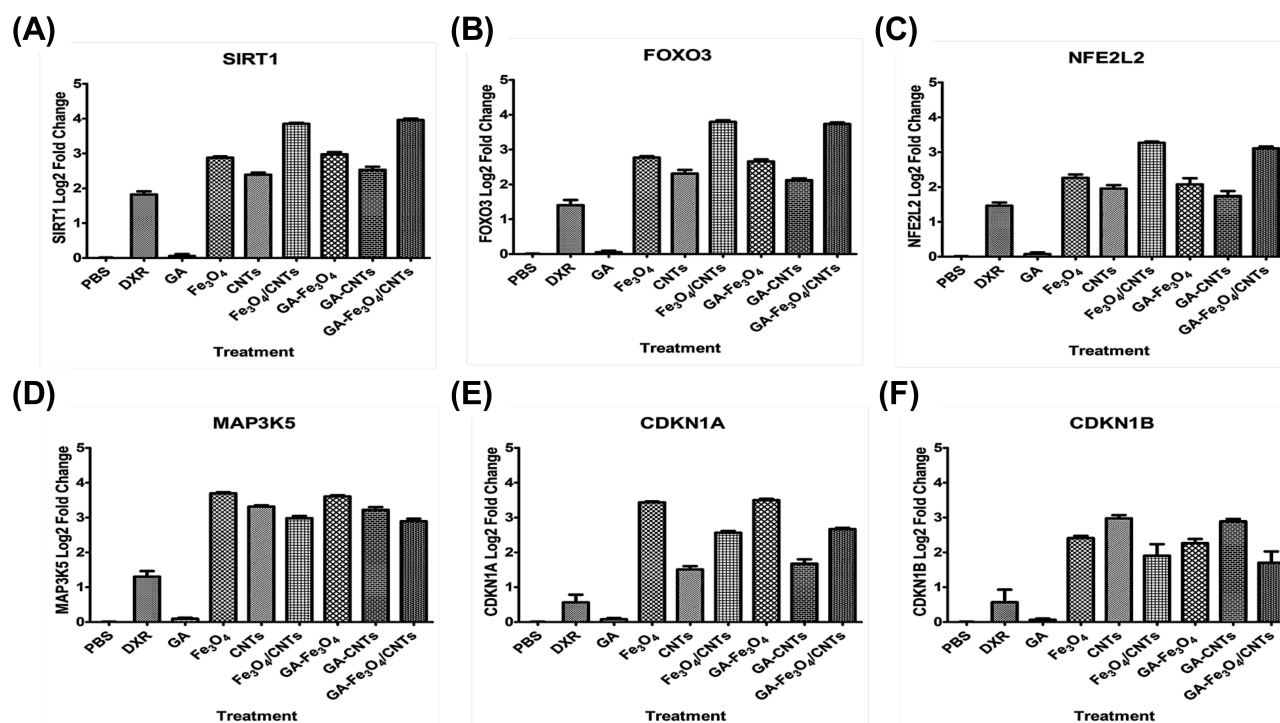 (A)
SIRT1
SIRT1 Log2 Fold Change
5
4
3
2
1
0
PBS
DXR
GA
Fe₃O₄
CNTs
Fe₃O₄/CNTs
GA-Fe₃O₄
GA-CNTs
GA-Fe₃O₄/CNTs
Treatment
(B)
FOXO3
FOXO3 Log2 Fold Change
5
4
3
2
1
0
PBS
DXR
GA
Fe₃O₄
CNTs
Fe₃O₄/CNTs
GA-Fe₃O₄
GA-CNTs
GA-Fe₃O₄/CNTs
Treatment
(C)
NFE2L2
NFE2L2 Log2 Fold Change
5
4
3
2
1
0
PBS
DXR
GA
Fe₃O₄
CNTs
Fe₃O₄/CNTs
GA-Fe₃O₄
GA-CNTs
GA-Fe₃O₄/CNTs
Treatment
(D)
MAP3K5
MAP3K5 Log2 Fold Change
5
4
3
2
1
0
PBS
DXR
GA
Fe₃O₄
CNTs
Fe₃O₄/CNTs
GA-Fe₃O₄
GA-CNTs
GA-Fe₃O₄/CNTs
Treatment
(E)
CDKN1A
CDKN1A Log2 Fold Change
5
4
3
2
1
0
PBS
DXR
GA
Fe₃O₄
CNTs
Fe₃O₄/CNTs
GA-Fe₃O₄
GA-CNTs
GA-Fe₃O₄/CNTs
Treatment
(F)
CDKN1B
CDKN1B Log2 Fold Change
5
4
3
2
1
0
PBS
DXR
GA
Fe₃O₄
CNTs
Fe₃O₄/CNTs
GA-Fe₃O₄
GA-CNTs
GA-Fe₃O₄/CNTs
Treatment